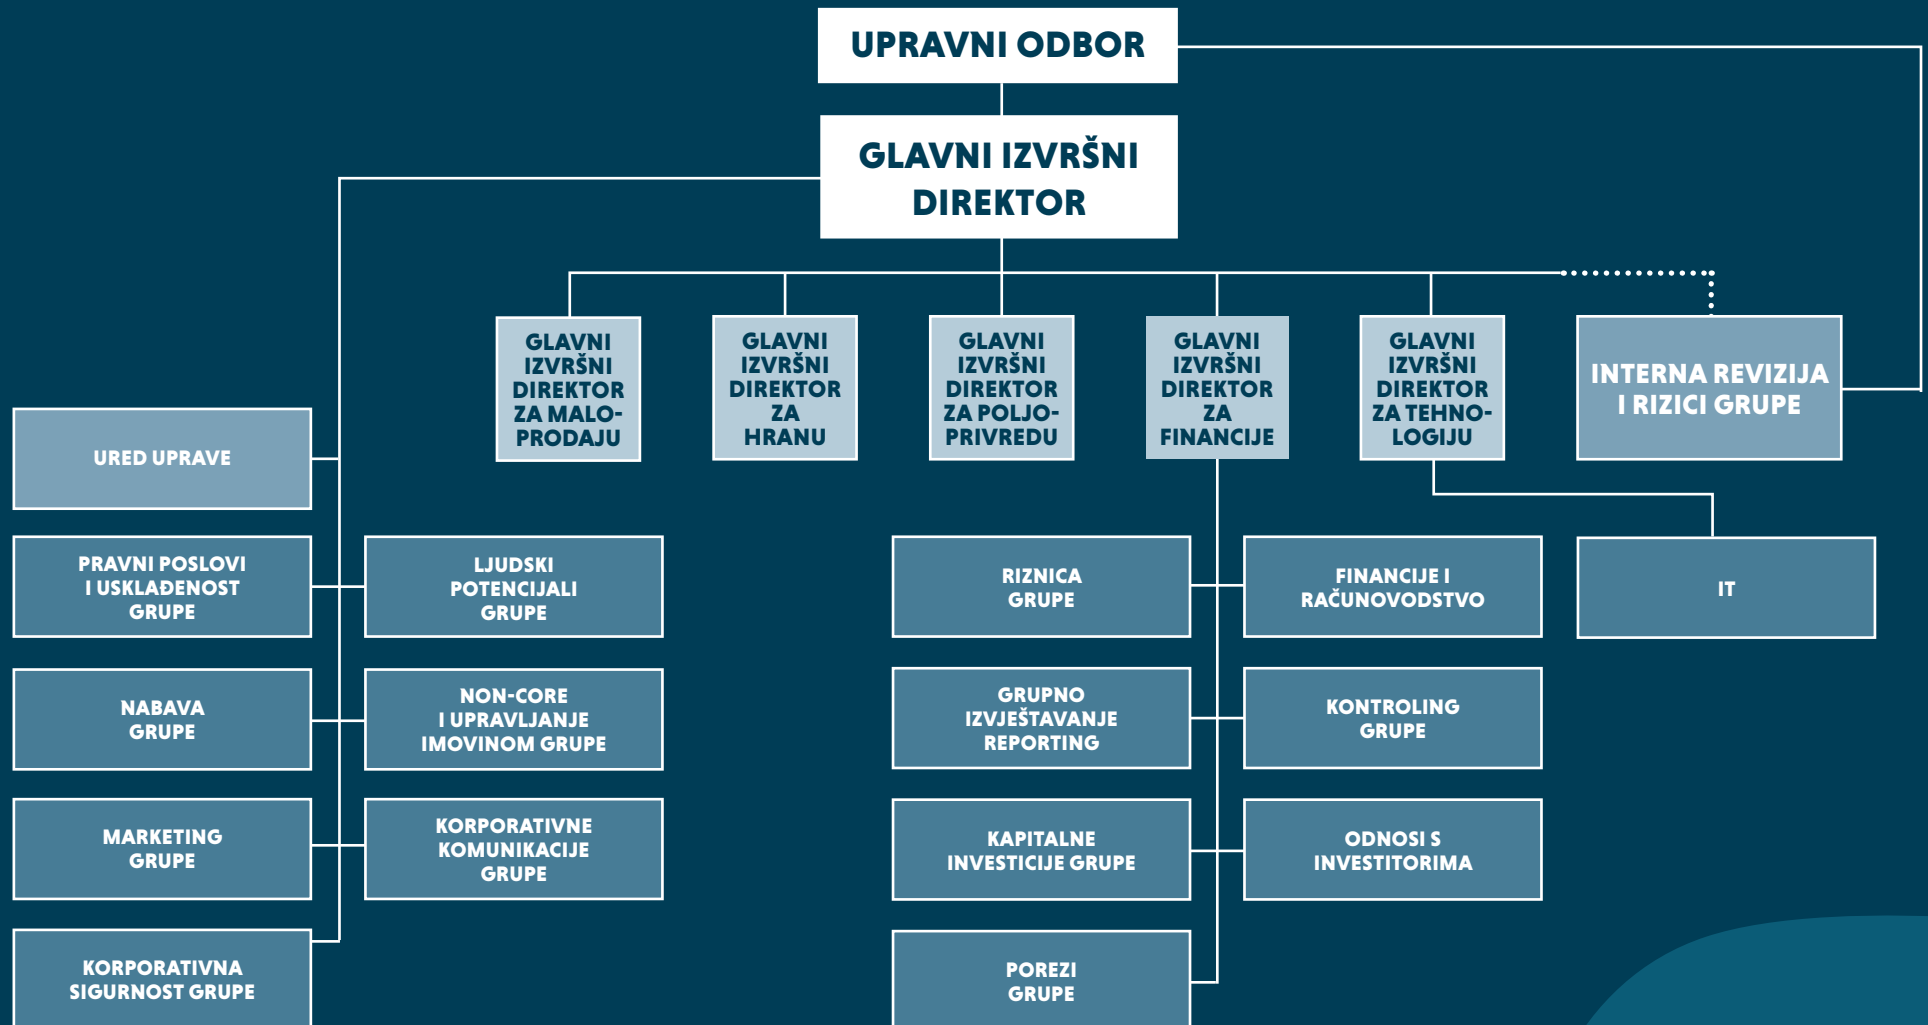 UPRAVNI ODBOR
GLAVNI IZVRŠNI
DIREKTOR
GLAVNI
IZVRŠNI
DIREKTOR
ZA MALO-
PRODAJU
GLAVNI
IZVRŠNI
DIREKTOR
ZA
HRANU
GLAVNI
IZVRŠNI
DIREKTOR
ZA POLJO-
PRIVREDU
GLAVNI
IZVRŠNI
DIREKTOR
ZA
FINANCIJE
GLAVNI
IZVRŠNI
DIREKTOR
ZA TEHNO-
LOGIJU
INTERNA REVIZIJA
I RIZICI GRUPE
URED UPRAVE
PRAVNI POSLOVI
I USKLAĐENOST
GRUPE
LJUDSKI
POTENCIJALI
GRUPE
RIZNICA
GRUPE
FINANCIJE I
RAČUNOVODSTVO
IT
NABAVA
GRUPE
NON-CORE
I UPRAVLJANJE
IMOVINOM GRUPE
GRUPNO
IZVJEŠTAVANJE
REPORTING
KONTROLING
GRUPE
MARKETING
GRUPE
KORPORATIVNE
KOMUNIKACIJE
GRUPE
KAPITALNE
INVESTICIJE GRUPE
ODNOSI S
INVESTITORIMA
KORPORATIVNA
SIGURNOST GRUPE
POREZI
GRUPE